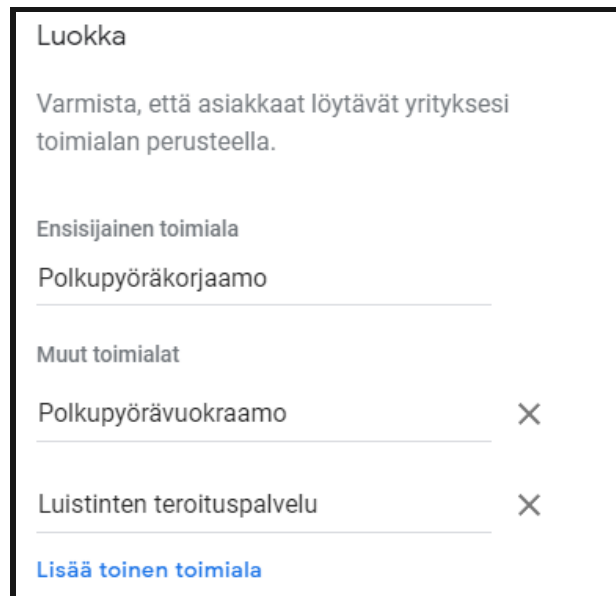 Luokka
Varmista, että asiakkaat löytävät yrityksesi
toimialan perusteella.
Ensisijainen toimiala
Polkupyöräkorjaamo
Muut toimialat
Polkupyörävuokraamo
Luistinten teroituspalvelu
Lisää toinen toimiala